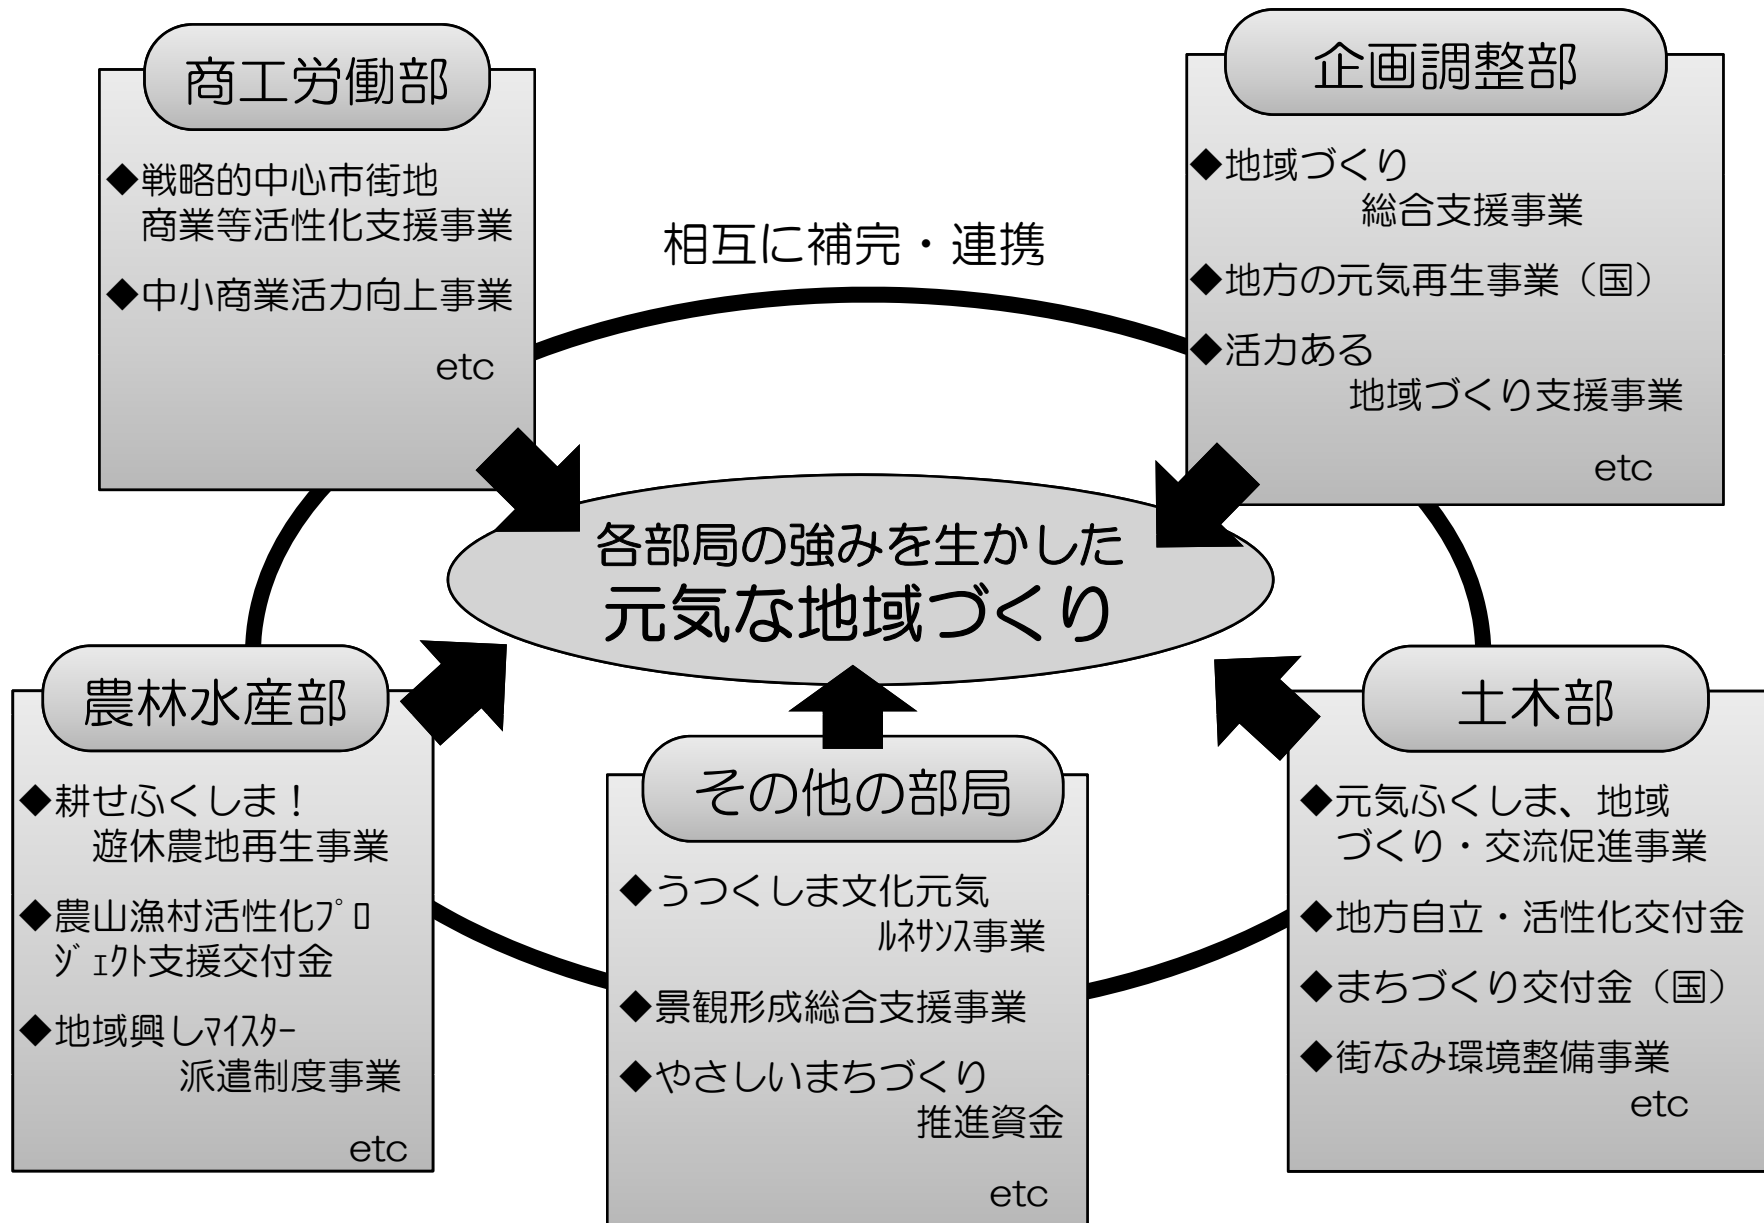 商工労働部
◆戦略的中心市街地
商業等活性化支援事業
◆中小商業活力向上事業
etc
企画調整部
◆地域づくり
総合支援事業
◆地方の元気再生事業（国）
◆活力ある
地域づくり支援事業
etc
相互に補完・連携
各部局の強みを生かした
元気な地域づくり
農林水産部
◆耕せふくしま！
遊休農地再生事業
◆農山漁村活性化ﾌﾟﾛ
ｼﾞｪｸﾄ支援交付金
◆地域興しﾏｲｽﾀｰ
派遣制度事業
etc
その他の部局
◆うつくしま文化元気
ﾙﾈｻﾝｽ事業
◆景観形成総合支援事業
◆やさしいまちづくり
推進資金
etc
土木部
◆元気ふくしま、地域
づくり・交流促進事業
◆地方自立・活性化交付金
◆まちづくり交付金（国）
◆街なみ環境整備事業
etc